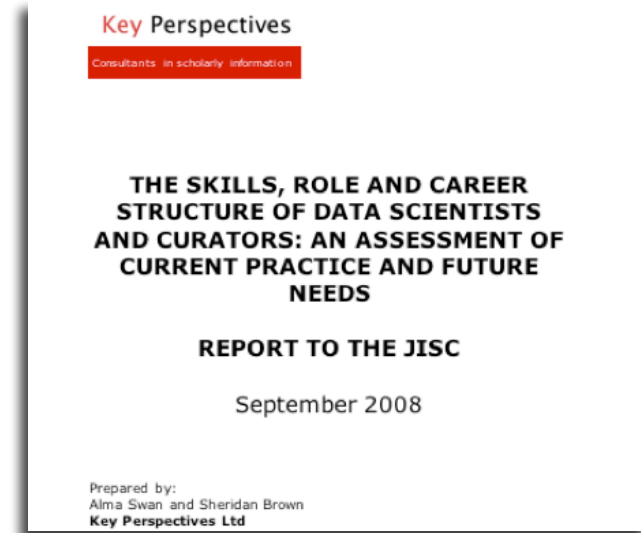 Key Perspectives
Consultants in scholarly information
THE SKILLS, ROLE AND CAREER
STRUCTURE OF DATA SCIENTISTS
AND CURATORS: AN ASSESSMENT OF
CURRENT PRACTICE AND FUTURE
NEEDS
REPORT TO THE JISC
September 2008
Prepared by:
Alma Swan and Sheridan Brown
Key Perspectives Ltd